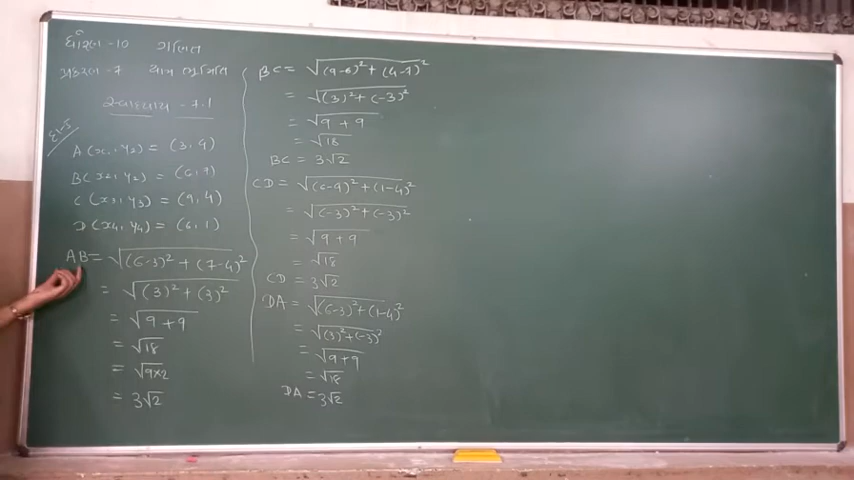 ધોરણ-10 ગણિત
પ્રકરણ-7 યામ ભૂમિતિ
સ્વાધ્યાય - 7.1
દા-5
A(x₁, y₂) = (3, 4)
B(x₂, y₂) = (6, 7)
C(x₃, y₃) = (9, 4)
D(x₄, y₄) = (6, 1)
AB = √(6-3)² + (7-4)²
= √(3)² + (3)²
= √9 + 9
= √18
= √9×2
= 3√2
BC = √(9-6)² + (4-7)²
= √(3)² + (-3)²
= √9 + 9
= √18
BC = 3√2
CD = √(6-9)² + (1-4)²
= √(-3)² + (-3)²
= √9 + 9
= √18
CD = 3√2
DA = √(6-3)² + (1-4)²
= √(3)² + (-3)²
= √9+9
= √18
DA = 3√2